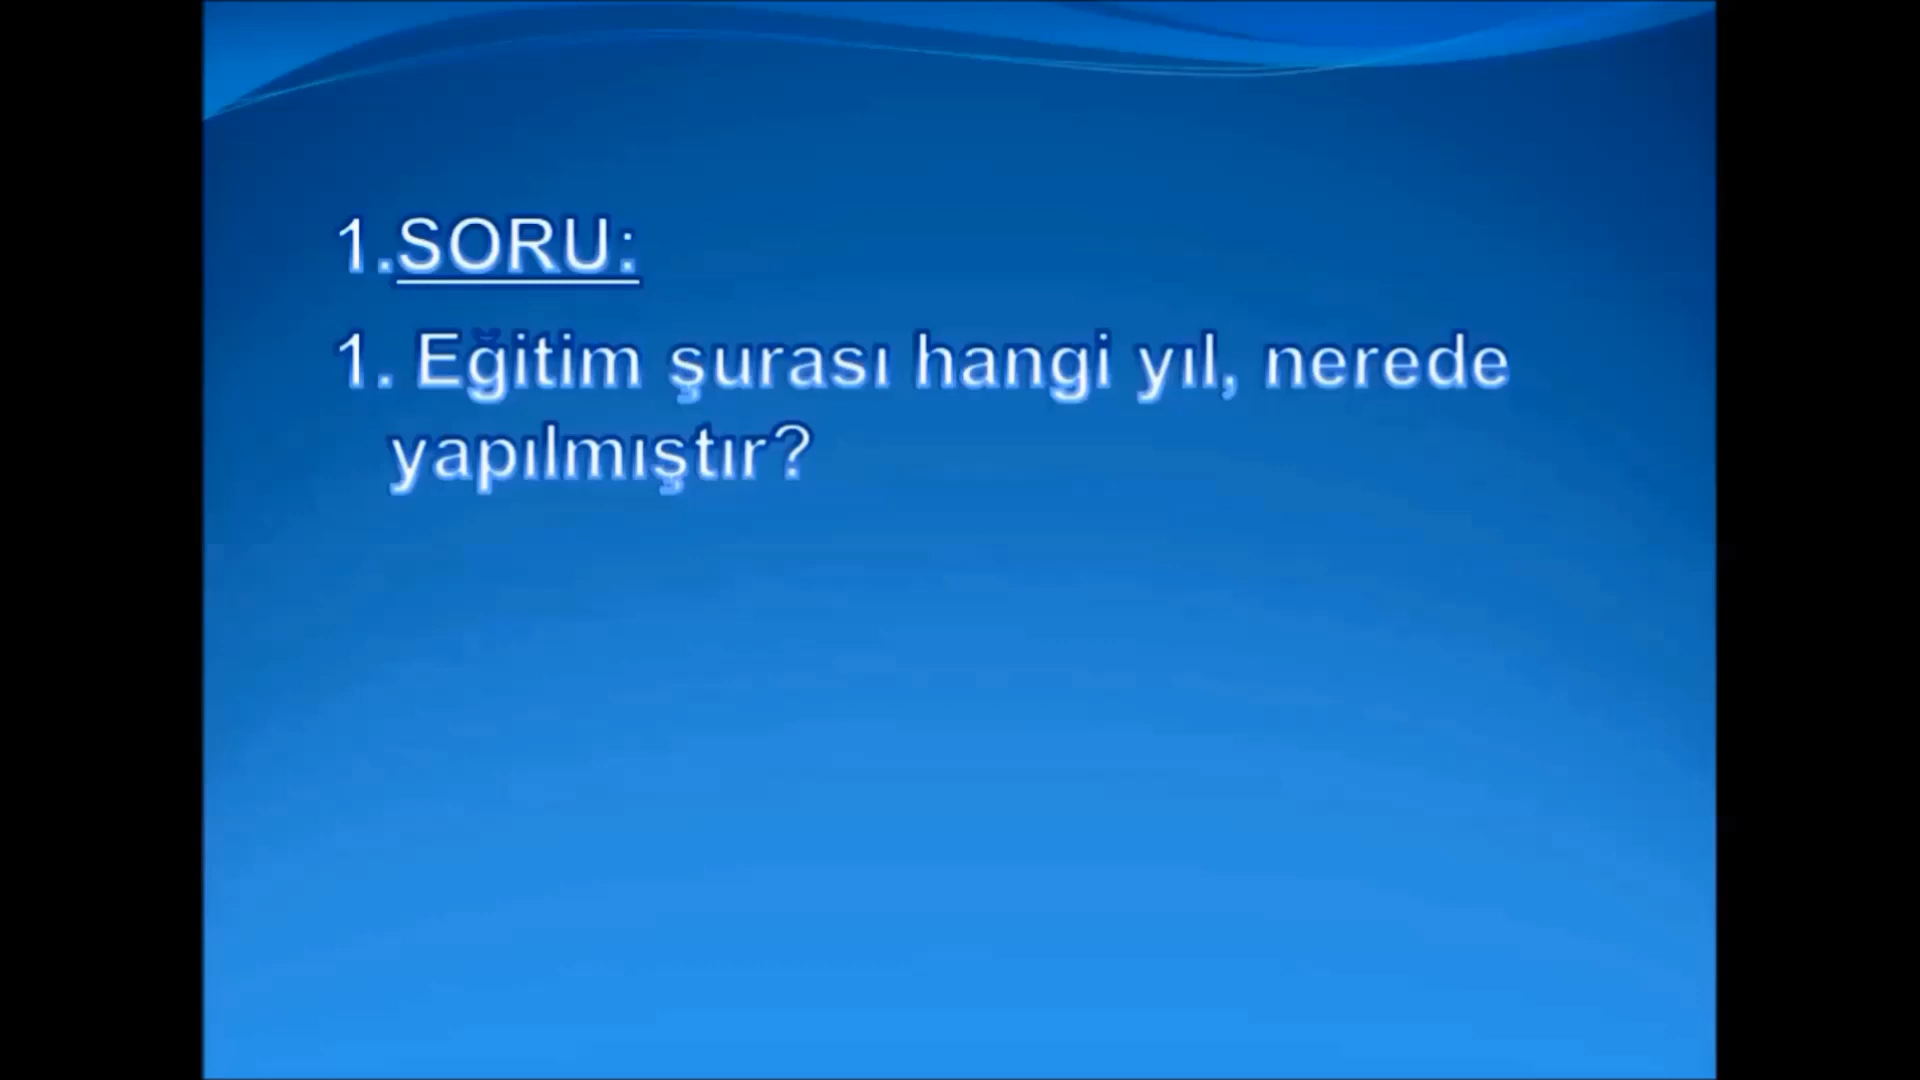 1.SORU:
1. Eğitim şurası hangi yıl, nerede
yapılmıştır?